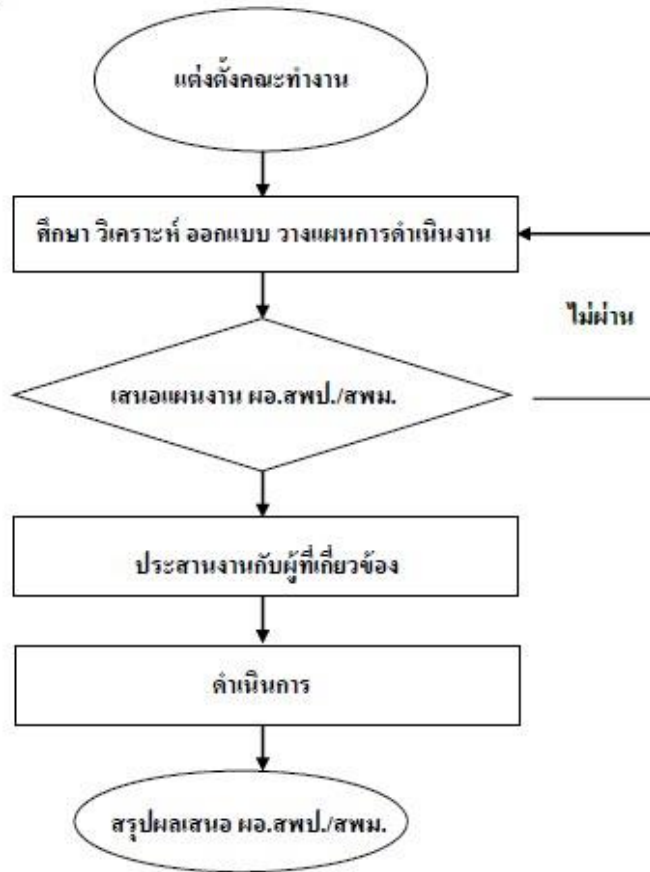 แต่งตั้งคณะทำงาน
ศึกษา วิเคราะห์ ออกแบบ วางแผนการดำเนินงาน
ไม่ผ่าน
เสนอแผนงาน ผอ.สพป./สพม.
ประสานงานกับผู้ที่เกี่ยวข้อง
ดำเนินการ
สรุปผลเสนอ ผอ.สพป./สพม.